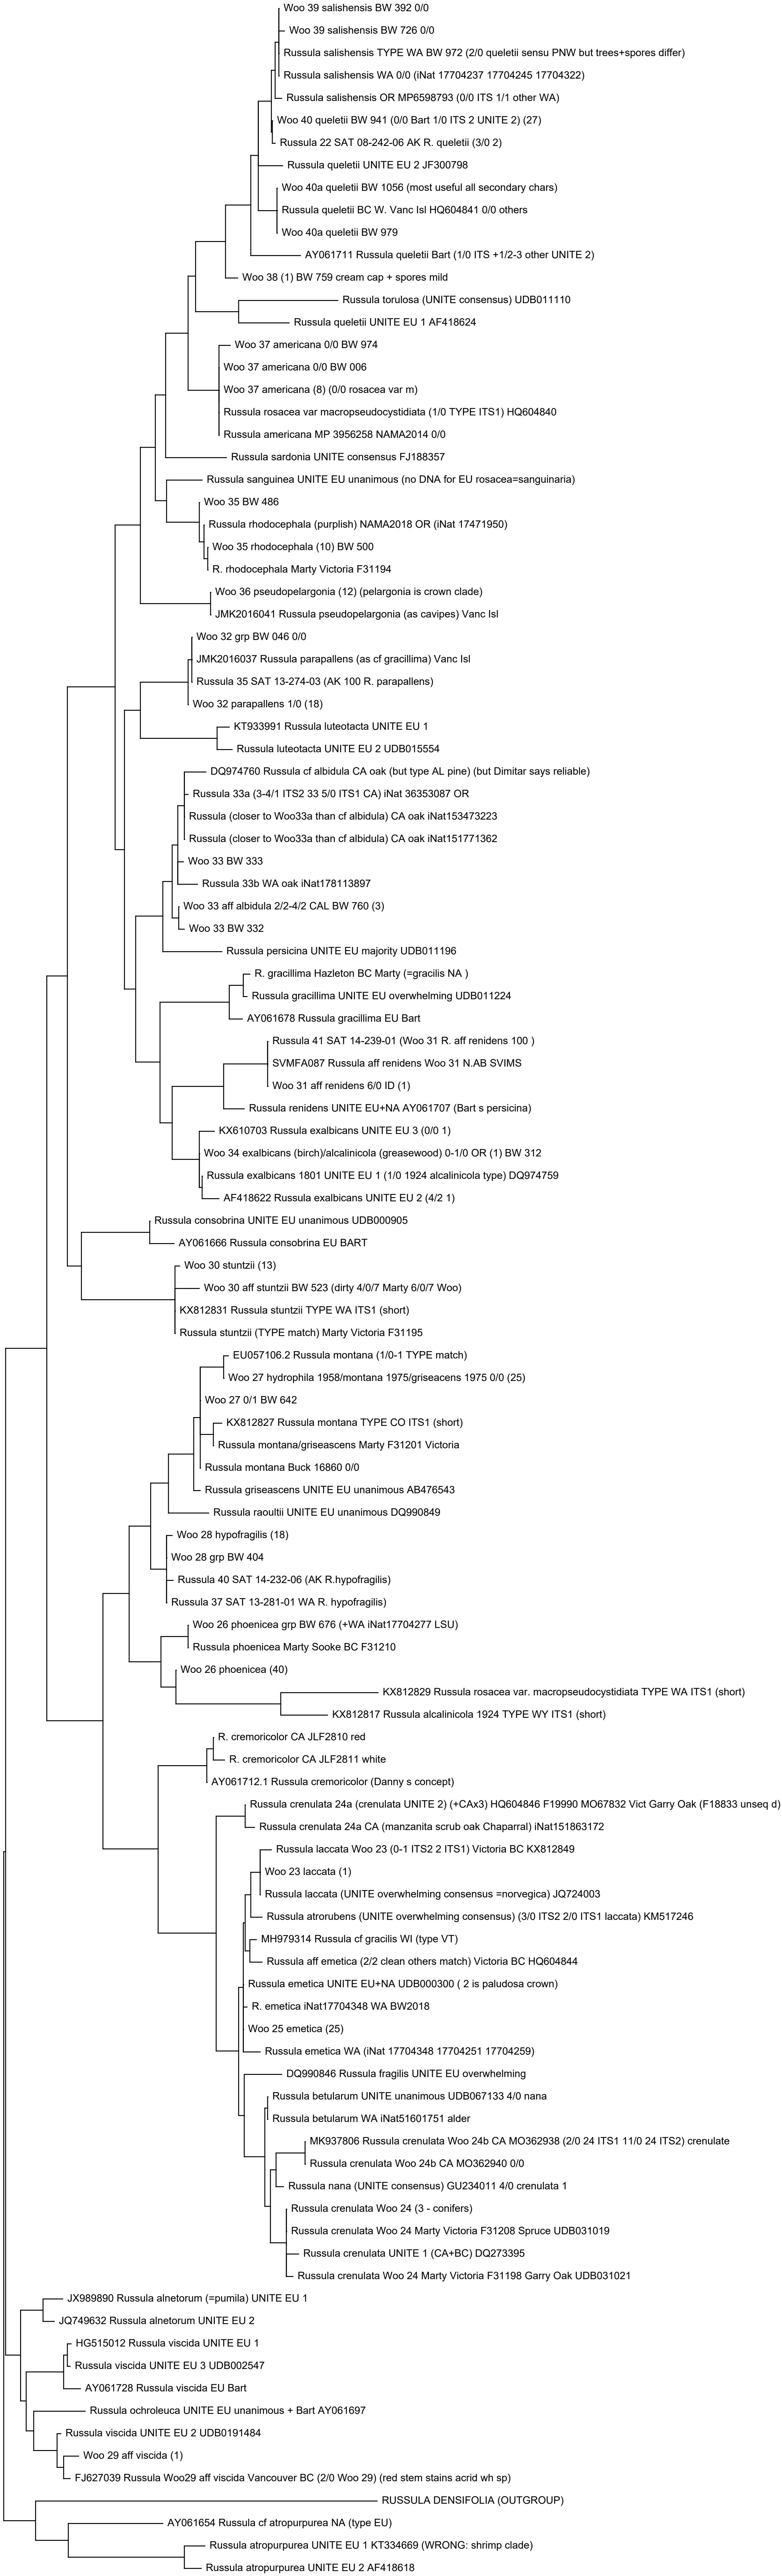 Woo 39 salishensis BW 392 0/0
Woo 39 salishensis BW 726 0/0
Russula salishensis TYPE WA BW 972 (2/0 queletii sensu PNW but trees+spores differ)
Russula salishensis WA 0/0 (iNat 17704237 17704245 17704322)
Russula salishensis OR MP6598793 (0/0 ITS 1/1 other WA)
Woo 40 queletii BW 941 (0/0 Bart 1/0 ITS 2 UNITE 2) (27)
Russula 22 SAT 08-242-06 AK R. queletii (3/0 2)
Russula queletii UNITE EU 2 JF300798
Woo 40a queletii BW 1056 (most useful all secondary chars)
Russula queletii BC W. Vanc Isl HQ604841 0/0 others
Woo 40a queletii BW 979
AY061711 Russula queletii Bart (1/0 ITS +1/2-3 other UNITE 2)
Woo 38 (1) BW 759 cream cap + spores mild
Russula torulosa (UNITE consensus) UDB011110
Russula queletii UNITE EU 1 AF418624
Woo 37 americana 0/0 BW 974
Woo 37 americana 0/0 BW 006
Woo 37 americana (8) (0/0 rosacea var m)
Russula rosacea var macropseudocystidiata (1/0 TYPE ITS1) HQ604840
Russula americana MP 3956258 NAMA2014 0/0
Russula sardonia UNITE consensus FJ188357
Russula sanguinea UNITE EU unanimous (no DNA for EU rosacea=sanguinaria)
Woo 35 BW 486
Russula rhodocephala (purplish) NAMA2018 OR (iNat 17471950)
Woo 35 rhodocephala (10) BW 500
R. rhodocephala Marty Victoria F31194
Woo 36 pseudopelargonia (12) (pelargonia is crown clade)
JMK2016041 Russula pseudopelargonia (as cavipes) Vanc Isl
Woo 32 grp BW 046 0/0
JMK2016037 Russula parapallens (as cf gracillima) Vanc Isl
Russula 35 SAT 13-274-03 (AK 100 R. parapallens)
Woo 32 parapallens 1/0 (18)
KT933991 Russula luteotacta UNITE EU 1
Russula luteotacta UNITE EU 2 UDB015554
DQ974760 Russula cf albidula CA oak (but type AL pine) (but Dimitar says reliable)
Russula 33a (3-4/1 ITS2 33 5/0 ITS1 CA) iNat 36353087 OR
Russula (closer to Woo33a than cf albidula) CA oak iNat153473223
Russula (closer to Woo33a than cf albidula) CA oak iNat151771362
Woo 33 BW 333
Russula 33b WA oak iNat178113897
Woo 33 aff albidula 2/2-4/2 CAL BW 760 (3)
Woo 33 BW 332
Russula persicina UNITE EU majority UDB011196
R. gracillima Hazleton BC Marty (=gracilis NA )
Russula gracillima UNITE EU overwhelming UDB011224
AY061678 Russula gracillima EU Bart
Russula 41 SAT 14-239-01 (Woo 31 R. aff renidens 100 )
SVMFA087 Russula aff renidens Woo 31 N.AB SVIMS
Woo 31 aff renidens 6/0 ID (1)
Russula renidens UNITE EU+NA AY061707 (Bart s persicina)
KX610703 Russula exalbicans UNITE EU 3 (0/0 1)
Woo 34 exalbicans (birch)/alcalinicola (greasewood) 0-1/0 OR (1) BW 312
Russula exalbicans 1801 UNITE EU 1 (1/0 1924 alcalinicola type) DQ974759
AF418622 Russula exalbicans UNITE EU 2 (4/2 1)
Russula consobrina UNITE EU unanimous UDB000905
AY061666 Russula consobrina EU BART
Woo 30 stuntzii (13)
Woo 30 aff stuntzii BW 523 (dirty 4/0/7 Marty 6/0/7 Woo)
KX812831 Russula stuntzii TYPE WA ITS1 (short)
Russula stuntzii (TYPE match) Marty Victoria F31195
EU057106.2 Russula montana (1/0-1 TYPE match)
Woo 27 hydrophila 1958/montana 1975/griseacens 1975 0/0 (25)
Woo 27 0/1 BW 642
KX812827 Russula montana TYPE CO ITS1 (short)
Russula montana/griseascens Marty F31201 Victoria
Russula montana Buck 16860 0/0
Russula griseascens UNITE EU unanimous AB476543
Russula raoultii UNITE EU unanimous DQ990849
Woo 28 hypofragilis (18)
Woo 28 grp BW 404
Russula 40 SAT 14-232-06 (AK R.hypofragilis)
Russula 37 SAT 13-281-01 WA R. hypofragilis)
Woo 26 phoenicea grp BW 676 (+WA iNat17704277 LSU)
Russula phoenicea Marty Sooke BC F31210
Woo 26 phoenicea (40)
KX812829 Russula rosacea var. macropseudocystidiata TYPE WA ITS1 (short)
KX812817 Russula alcalinicola 1924 TYPE WY ITS1 (short)
R. cremoricolor CA JLF2810 red
R. cremoricolor CA JLF2811 white
AY061712.1 Russula cremoricolor (Danny s concept)
Russula crenulata 24a (crenulata UNITE 2) (+CAx3) HQ604846 F19990 MO67832 Vict Garry Oak (F18833 unseq d)
Russula crenulata 24a CA (manzanita scrub oak Chaparral) iNat151863172
Russula laccata Woo 23 (0-1 ITS2 2 ITS1) Victoria BC KX812849
Woo 23 laccata (1)
Russula laccata (UNITE overwhelming consensus =norvegica) JQ724003
Russula atrorubens (UNITE overwhelming consensus) (3/0 ITS2 2/0 ITS1 laccata) KM517246
MH979314 Russula cf gracilis WI (type VT)
Russula aff emetica (2/2 clean others match) Victoria BC HQ604844
Russula emetica UNITE EU+NA UDB000300 ( 2 is paludosa crown)
R. emetica iNat17704348 WA BW2018
Woo 25 emetica (25)
Russula emetica WA (iNat 17704348 17704251 17704259)
DQ990846 Russula fragilis UNITE EU overwhelming
Russula betularum UNITE unanimous UDB067133 4/0 nana
Russula betularum WA iNat51601751 alder
MK937806 Russula crenulata Woo 24b CA MO362938 (2/0 24 ITS1 11/0 24 ITS2) crenulate
Russula crenulata Woo 24b CA MO362940 0/0
Russula nana (UNITE consensus) GU234011 4/0 crenulata 1
Russula crenulata Woo 24 (3 - conifers)
Russula crenulata Woo 24 Marty Victoria F31208 Spruce UDB031019
Russula crenulata UNITE 1 (CA+BC) DQ273395
Russula crenulata Woo 24 Marty Victoria F31198 Garry Oak UDB031021
JX989890 Russula alnetorum (=pumila) UNITE EU 1
JQ749632 Russula alnetorum UNITE EU 2
HG515012 Russula viscida UNITE EU 1
Russula viscida UNITE EU 3 UDB002547
AY061728 Russula viscida EU Bart
Russula ochroleuca UNITE EU unanimous + Bart AY061697
Russula viscida UNITE EU 2 UDB0191484
Woo 29 aff viscida (1)
FJ627039 Russula Woo29 aff viscida Vancouver BC (2/0 Woo 29) (red stem stains acrid wh sp)
RUSSULA DENSIFOLIA (OUTGROUP)
AY061654 Russula cf atropurpurea NA (type EU)
Russula atropurpurea UNITE EU 1 KT334669 (WRONG: shrimp clade)
Russula atropurpurea UNITE EU 2 AF418618